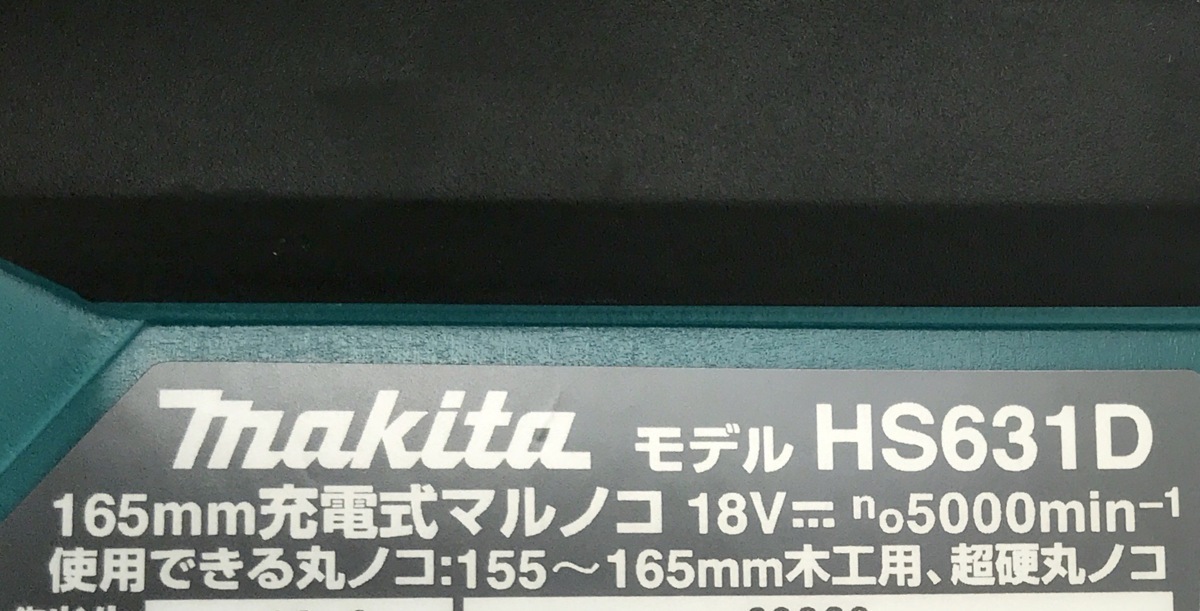 makita モデル HS631D
165mm充電式マルノコ 18V⎓ n₀5000min⁻¹
使用できる丸ノコ:155～165mm木工用、超硬丸ノコ